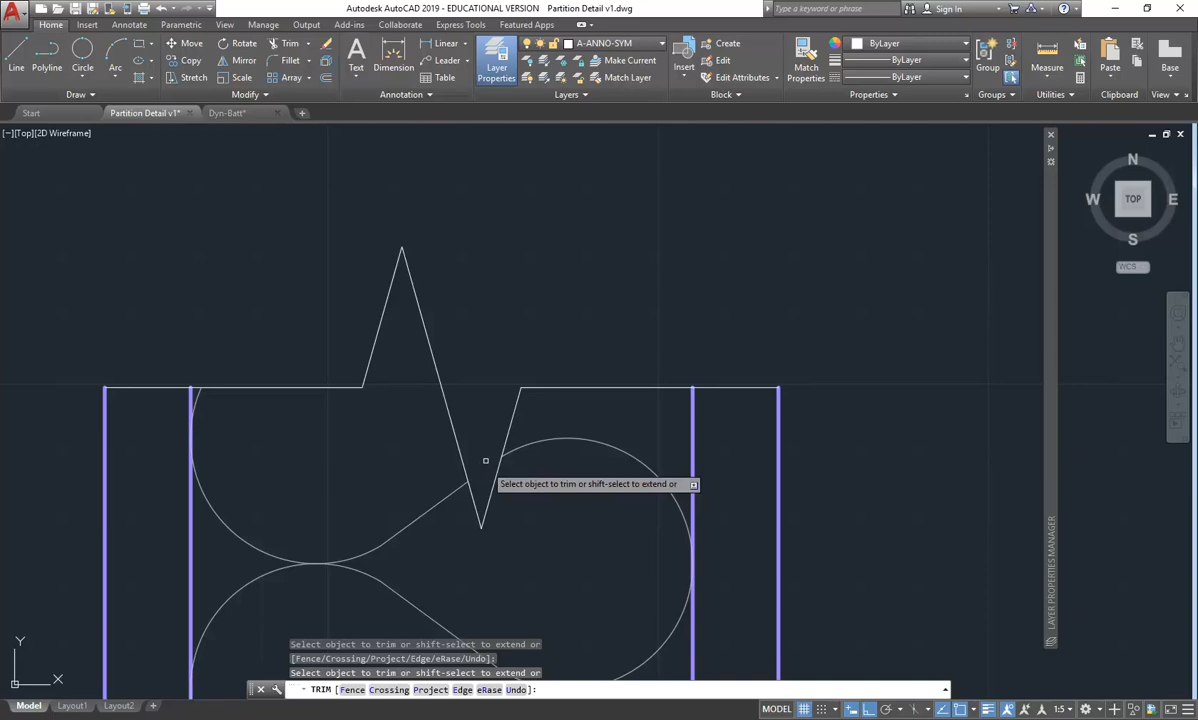 Autodesk AutoCAD 2019 - EDUCATIONAL VERSION Partition Detail v1.dwg
Type a keyword or phrase
Sign In
Home Insert Annotate Parametric View Manage Output Add-ins Collaborate Express Tools Featured Apps
Line Polyline Circle Arc
Move Rotate Trim
Copy Mirror Fillet
Stretch Scale Array
Text Dimension
Linear
Leader
Table
Layer Properties
A-ANNO-SYM
Make Current
Match Layer
Insert
Create
Edit
Edit Attributes
Match Properties
ByLayer
ByLayer
ByLayer
Group Measure Paste Base
Draw Modify Annotation Layers Block Properties Groups Utilities Clipboard View
Start Partition Detail v1* Dyn-Batt*
[−][Top][2D Wireframe]
N
W TOP E
S
WCS
Select object to trim or shift-select to extend or
LAYER PROPERTIES MANAGER
Y
X
Select object to trim or shift-select to extend or
[Fence/Crossing/Project/Edge/eRase/Undo]:
Select object to trim or shift-select to extend or
TRIM [Fence Crossing Project Edge eRase Undo]:
Model Layout1 Layout2
MODEL 1:5